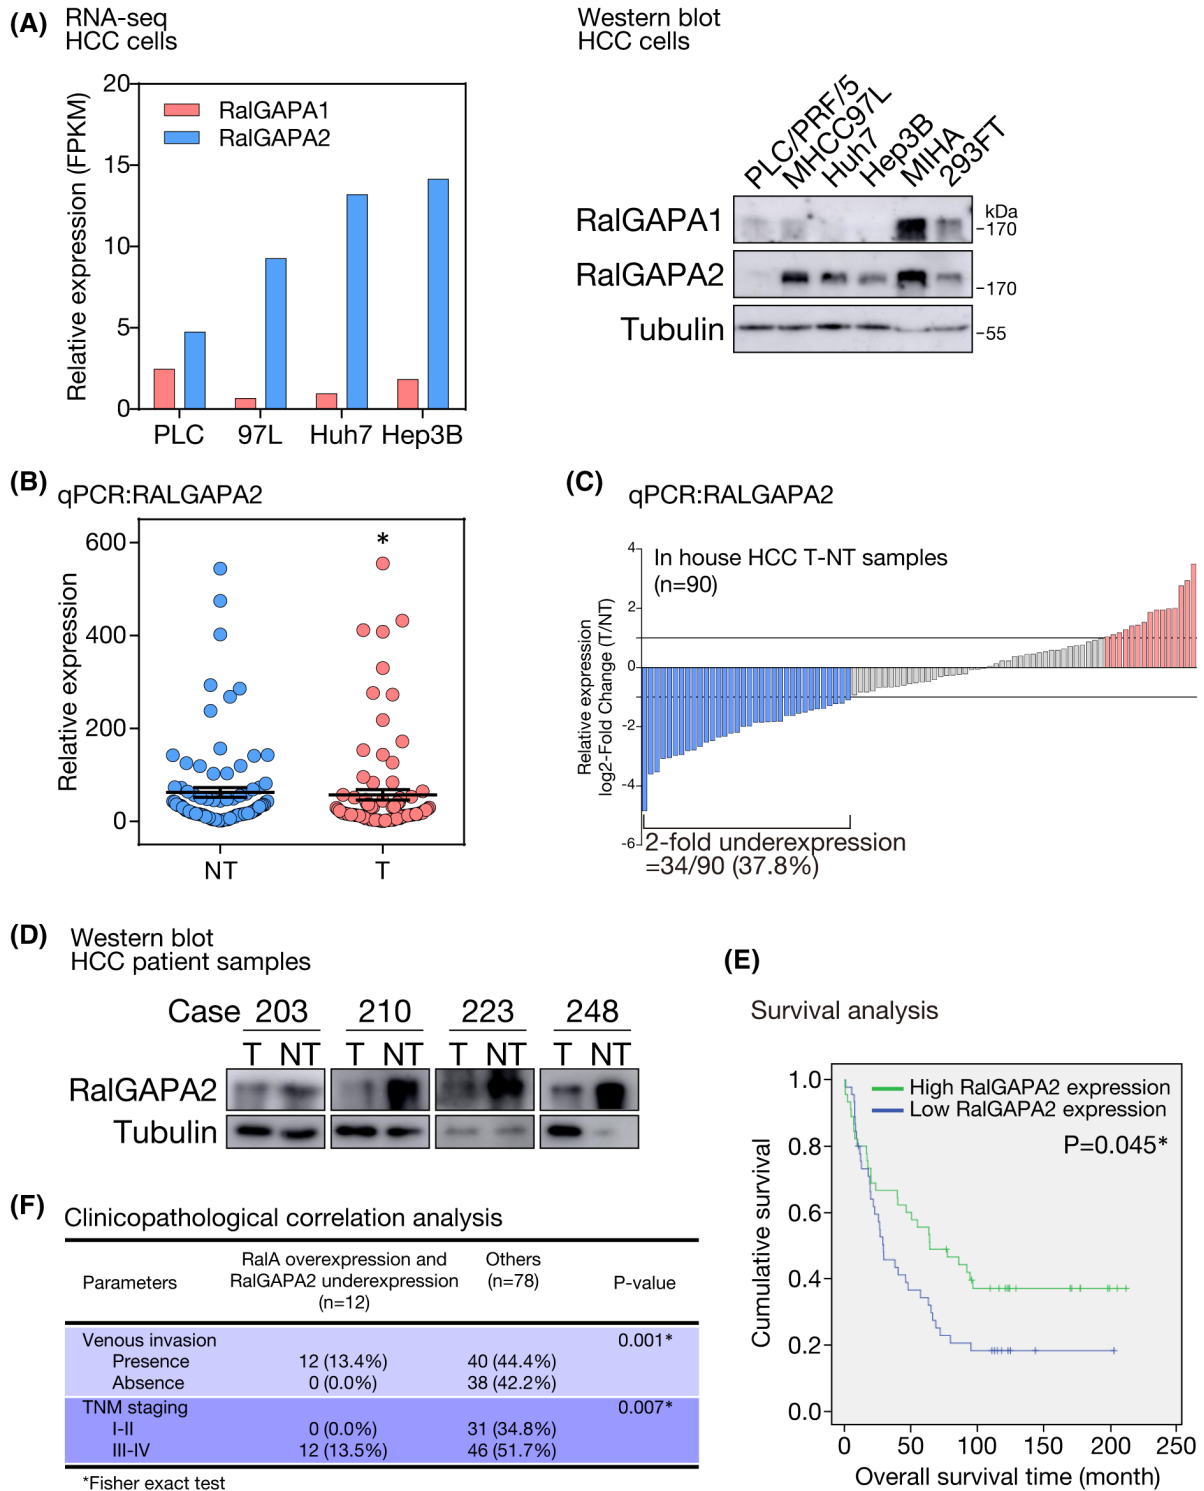 (A)
RNA-seq
HCC cells
20
15
10
5
0
Relative expression (FPKM)
RalGAPA1
RalGAPA2
PLC 97L Huh7 Hep3B
Western blot
HCC cells
PLC/PRF/5
MHCC97L
Huh7
Hep3B
MIHA
293FT
RalGAPA1
RalGAPA2
Tubulin
kDa
-170
-170
-55
(B)
qPCR:RALGAPA2
600
400
200
0
Relative expression
*
NT T
(C)
qPCR:RALGAPA2
4
2
0
-2
-4
-6
Relative expression
log2-Fold Change (T/NT)
In house HCC T-NT samples
(n=90)
2-fold underexpression
=34/90 (37.8%)
(D)
Western blot
HCC patient samples
Case 203 210 223 248
T NT T NT T NT T NT
RalGAPA2
Tubulin
(E)
Survival analysis
1.0
0.8
0.6
0.4
0.2
0.0
Cumulative survival
High RalGAPA2 expression
Low RalGAPA2 expression
P=0.045*
0 50 100 150 200 250
Overall survival time (month)
(F)
Clinicopathological correlation analysis
Parameters
RalA overexpression and
RalGAPA2 underexpression
(n=12)
Others
(n=78)
P-value
Venous invasion 0.001*
Presence 12 (13.4%) 40 (44.4%)
Absence 0 (0.0%) 38 (42.2%)
TNM staging 0.007*
I-II 0 (0.0%) 31 (34.8%)
III-IV 12 (13.5%) 46 (51.7%)
*Fisher exact test